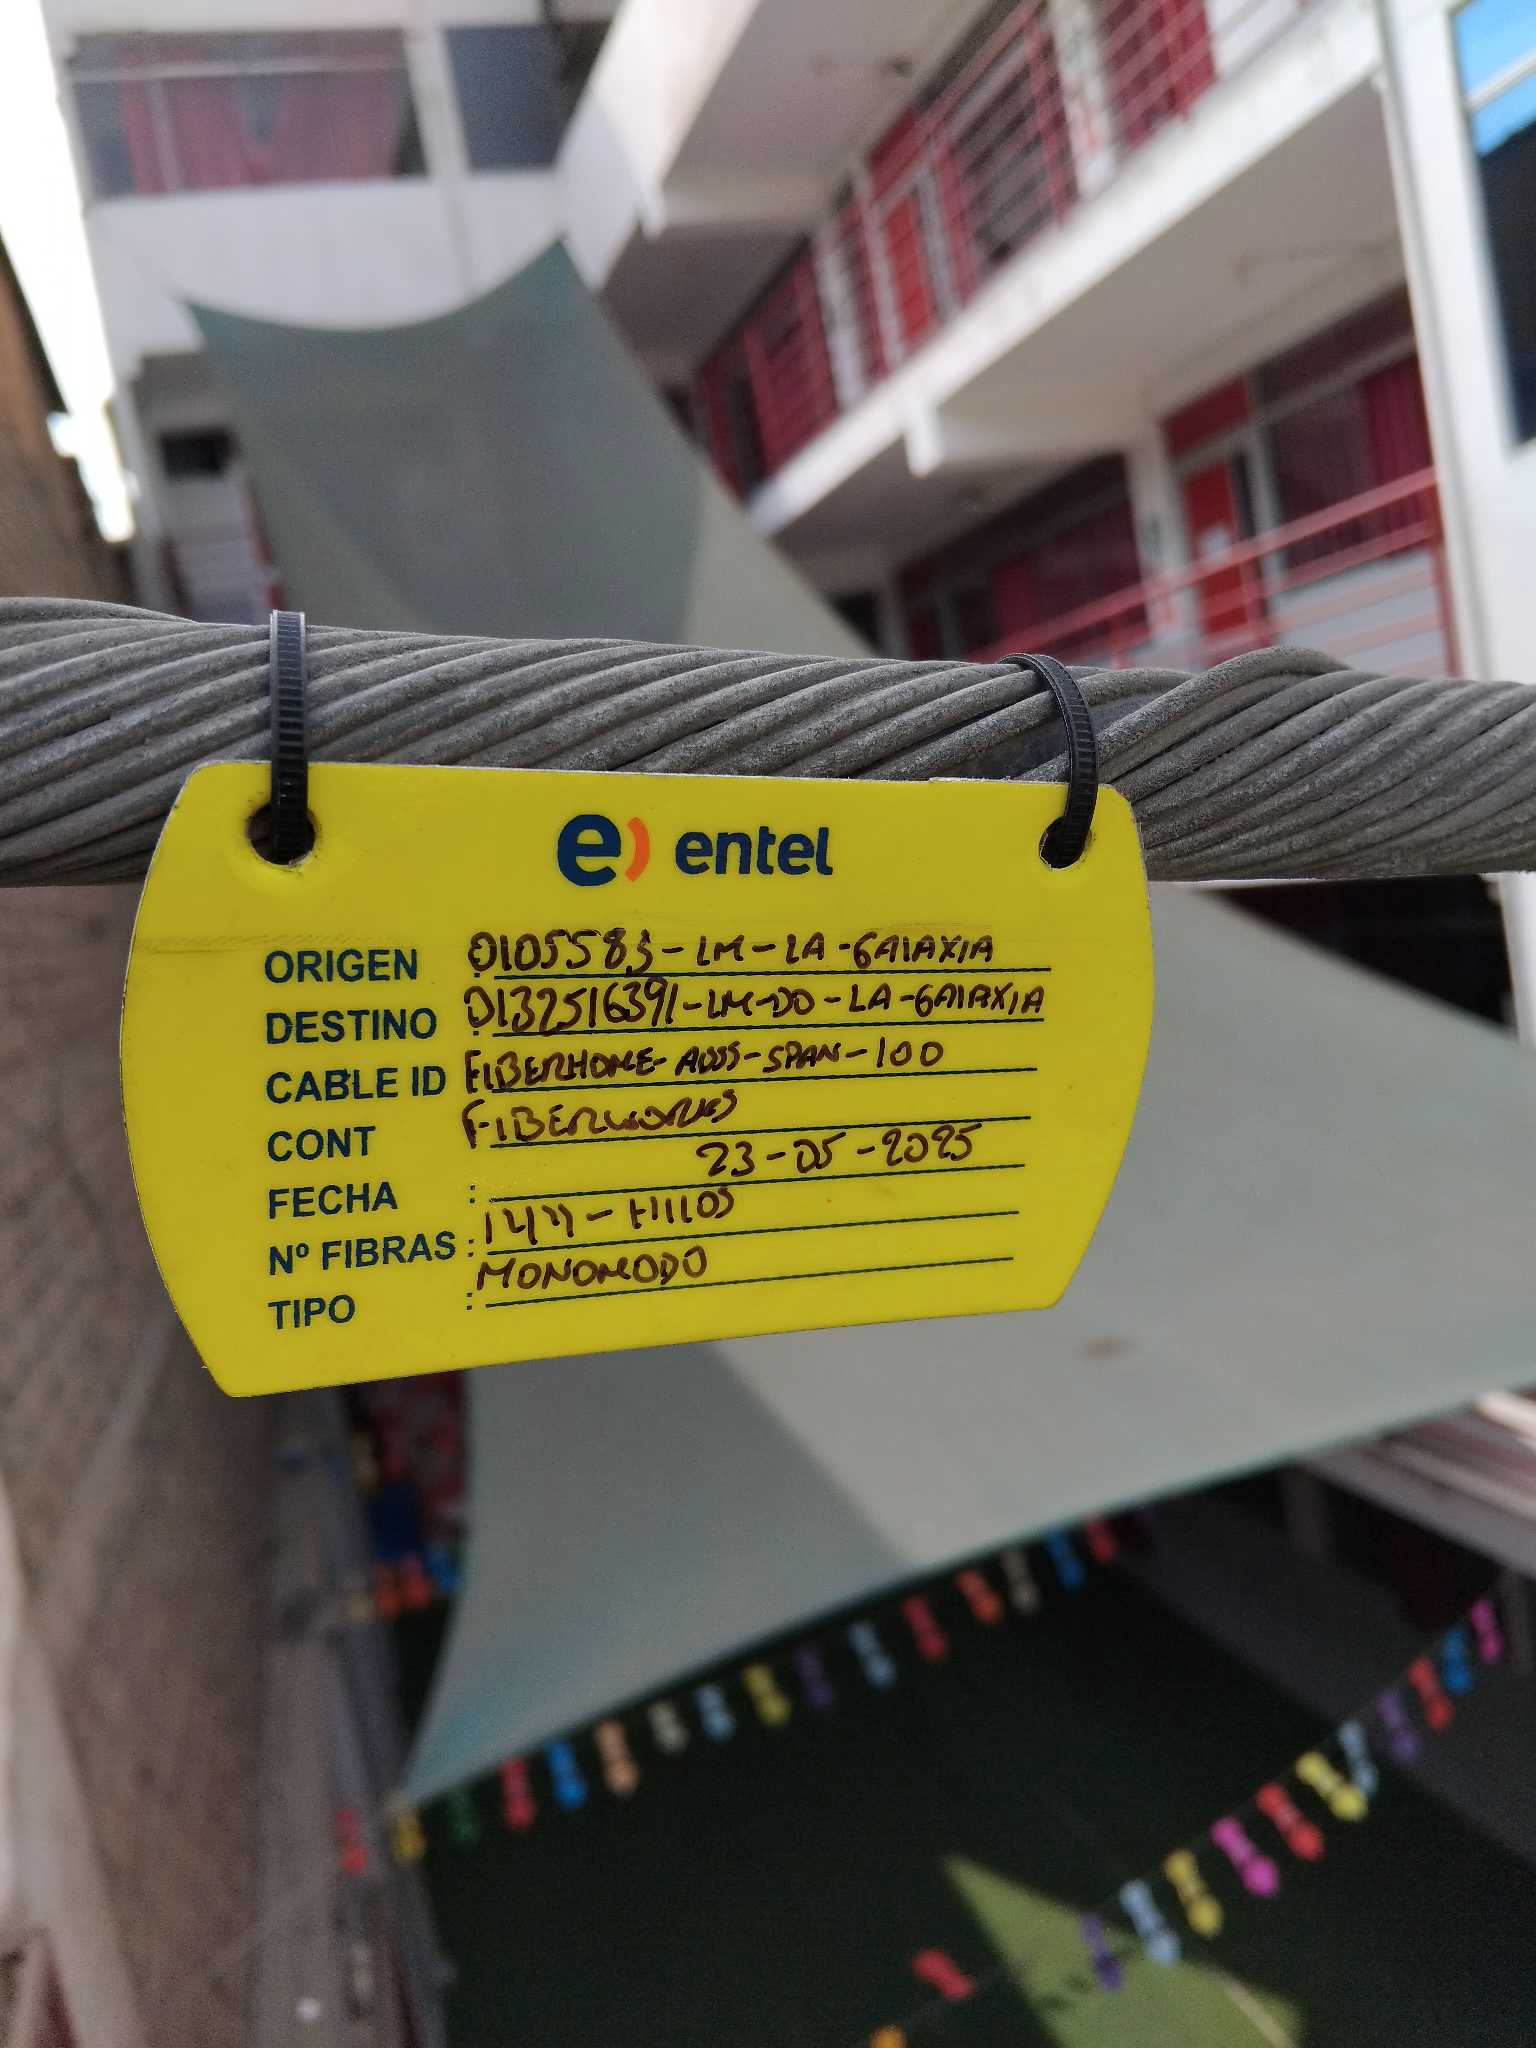 e) entel
ORIGEN : 0105583-LM-LA-GALAXIA
DESTINO : 0132516391-LM-DO-LA-GALAXIA
CABLE ID FIBERHOME-ADSS-SPAN-100
CONT FIBERWORKS
FECHA : 23-05-2025
Nº FIBRAS : 144-HILOS
TIPO : MONOMODO